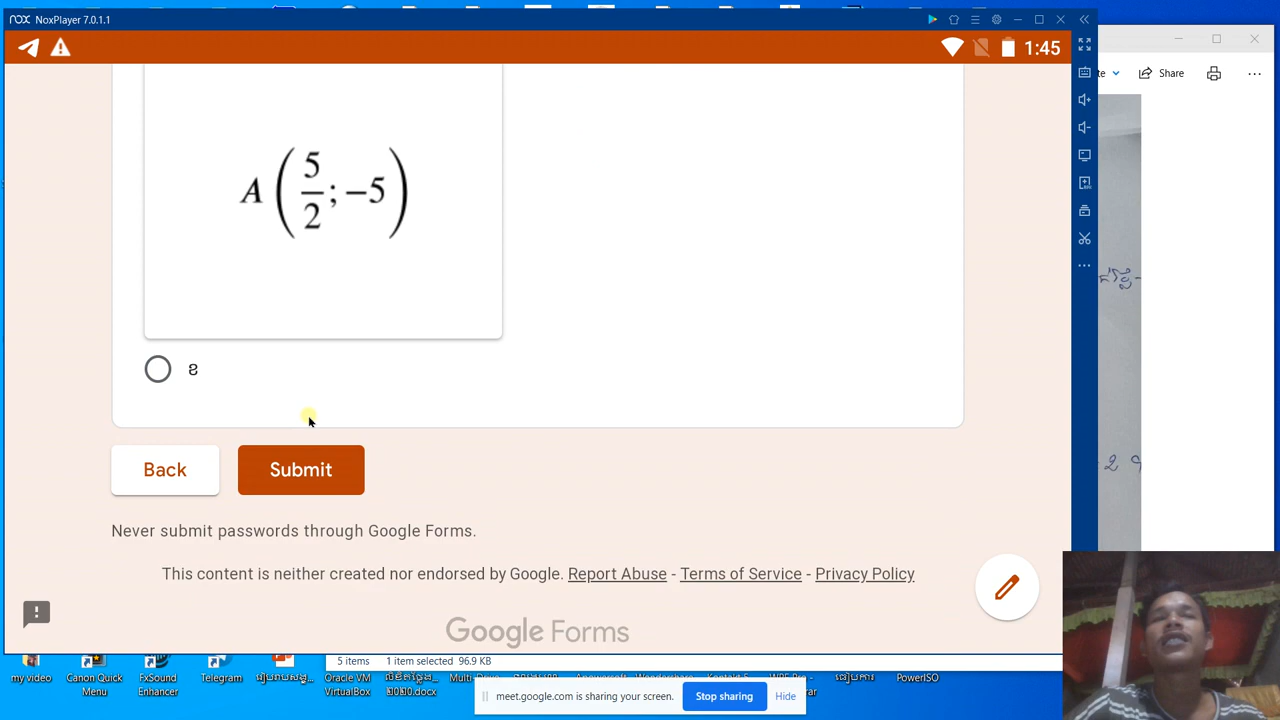 NoxPlayer 7.0.1.1
1:45
A (5/2 ; −5)
ខ
Back
Submit
Never submit passwords through Google Forms.
This content is neither created nor endorsed by Google. Report Abuse - Terms of Service - Privacy Policy
Google Forms
Share
5 items
1 item selected 96.9 KB
my video
Canon Quick
Menu
FxSound
Enhancer
Telegram
Oracle VM
VirtualBox
PowerISO
meet.google.com is sharing your screen.
Stop sharing
Hide